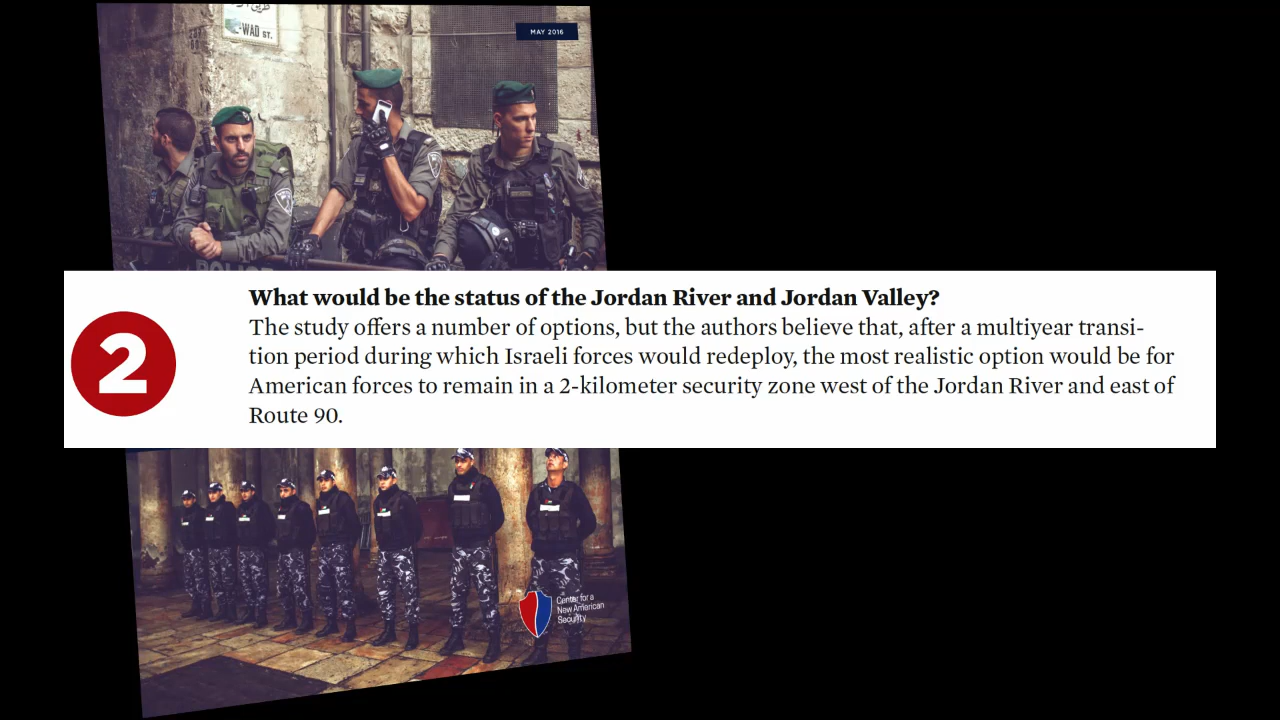 طريق الـ
-WAD ST.
MAY 2016
POLICE
What would be the status of the Jordan River and Jordan Valley?
The study offers a number of options, but the authors believe that, after a multiyear transi-
2
tion period during which Israeli forces would redeploy, the most realistic option would be for
American forces to remain in a 2-kilometer security zone west of the Jordan River and east of
Route 90.
Center for a
New American
Security